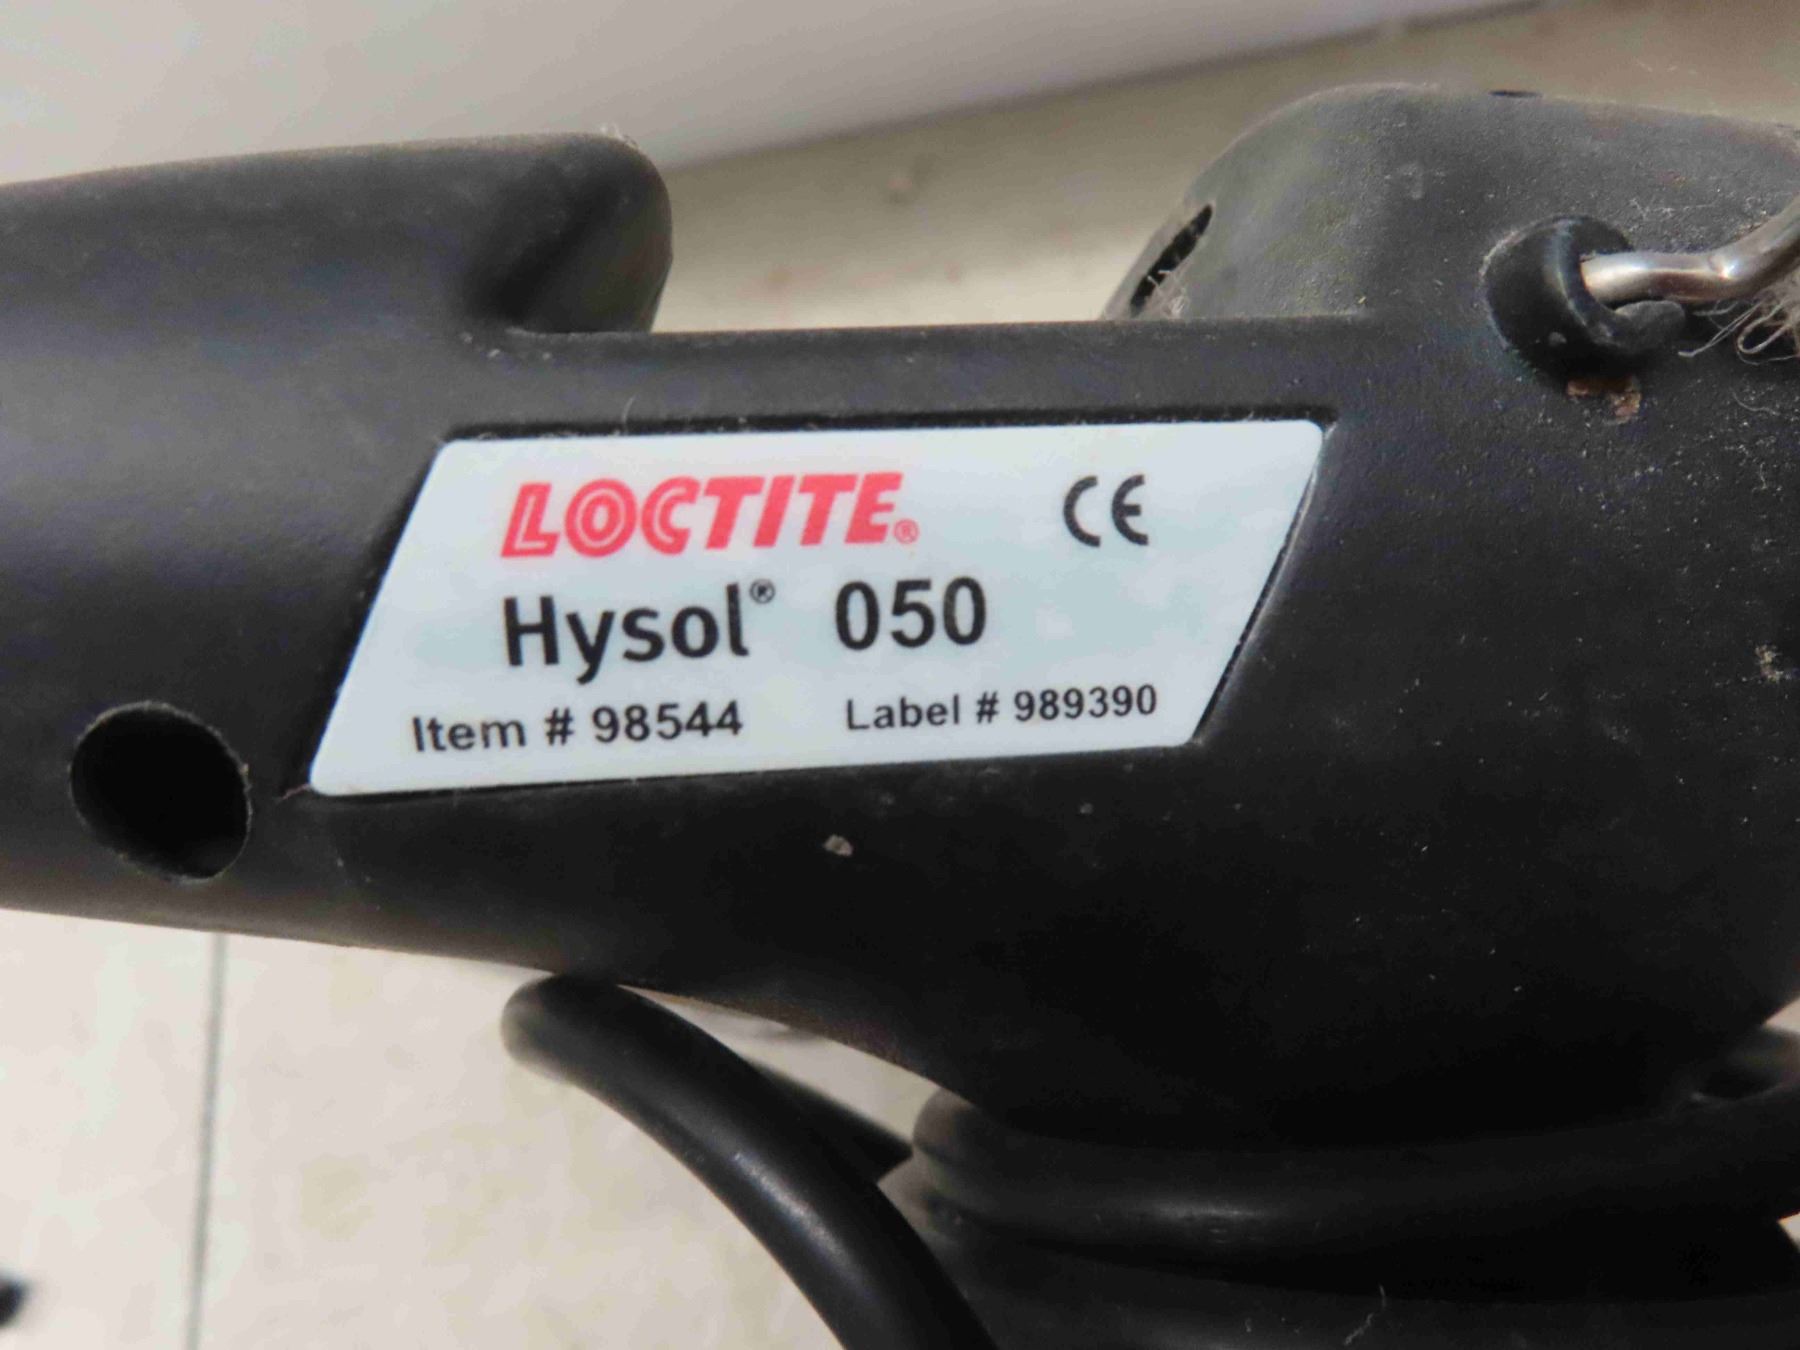 LOCTITE® CE
Hysol® 050
Item # 98544 Label # 989390